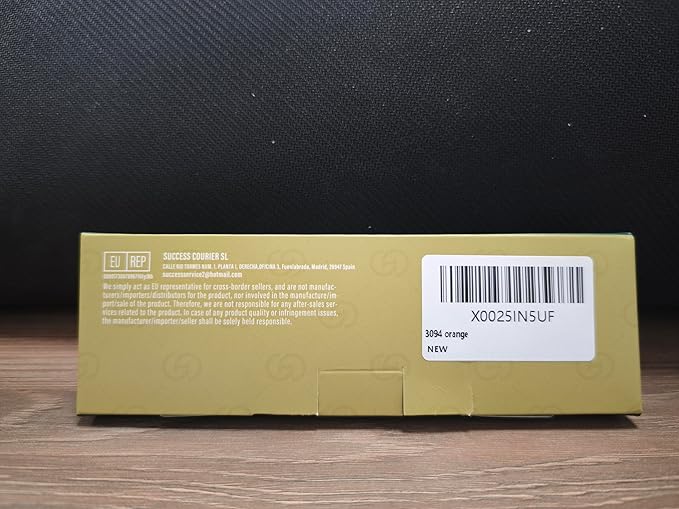 EU REP
SUCCESS COURIER SL
CALLE RIO TORMES NUM. 1, PLANTA 1, DERECHA,OFICINA 3, Fuenlabrada, Madrid, 28947 Spain
successservice2@hotmail.com
We simply act as EU representative for cross-border sellers, and are not manufac-
turers/importers/distributors for the product, nor involved in the manufacture/im-
port/sale of the product. Therefore, we are not responsible for any after-sales ser-
vices related to the product. In case of any product quality or infringement issues,
the manufacturer/importer/seller shall be solely held responsible.
X0025IN5UF
3094 orange
NEW